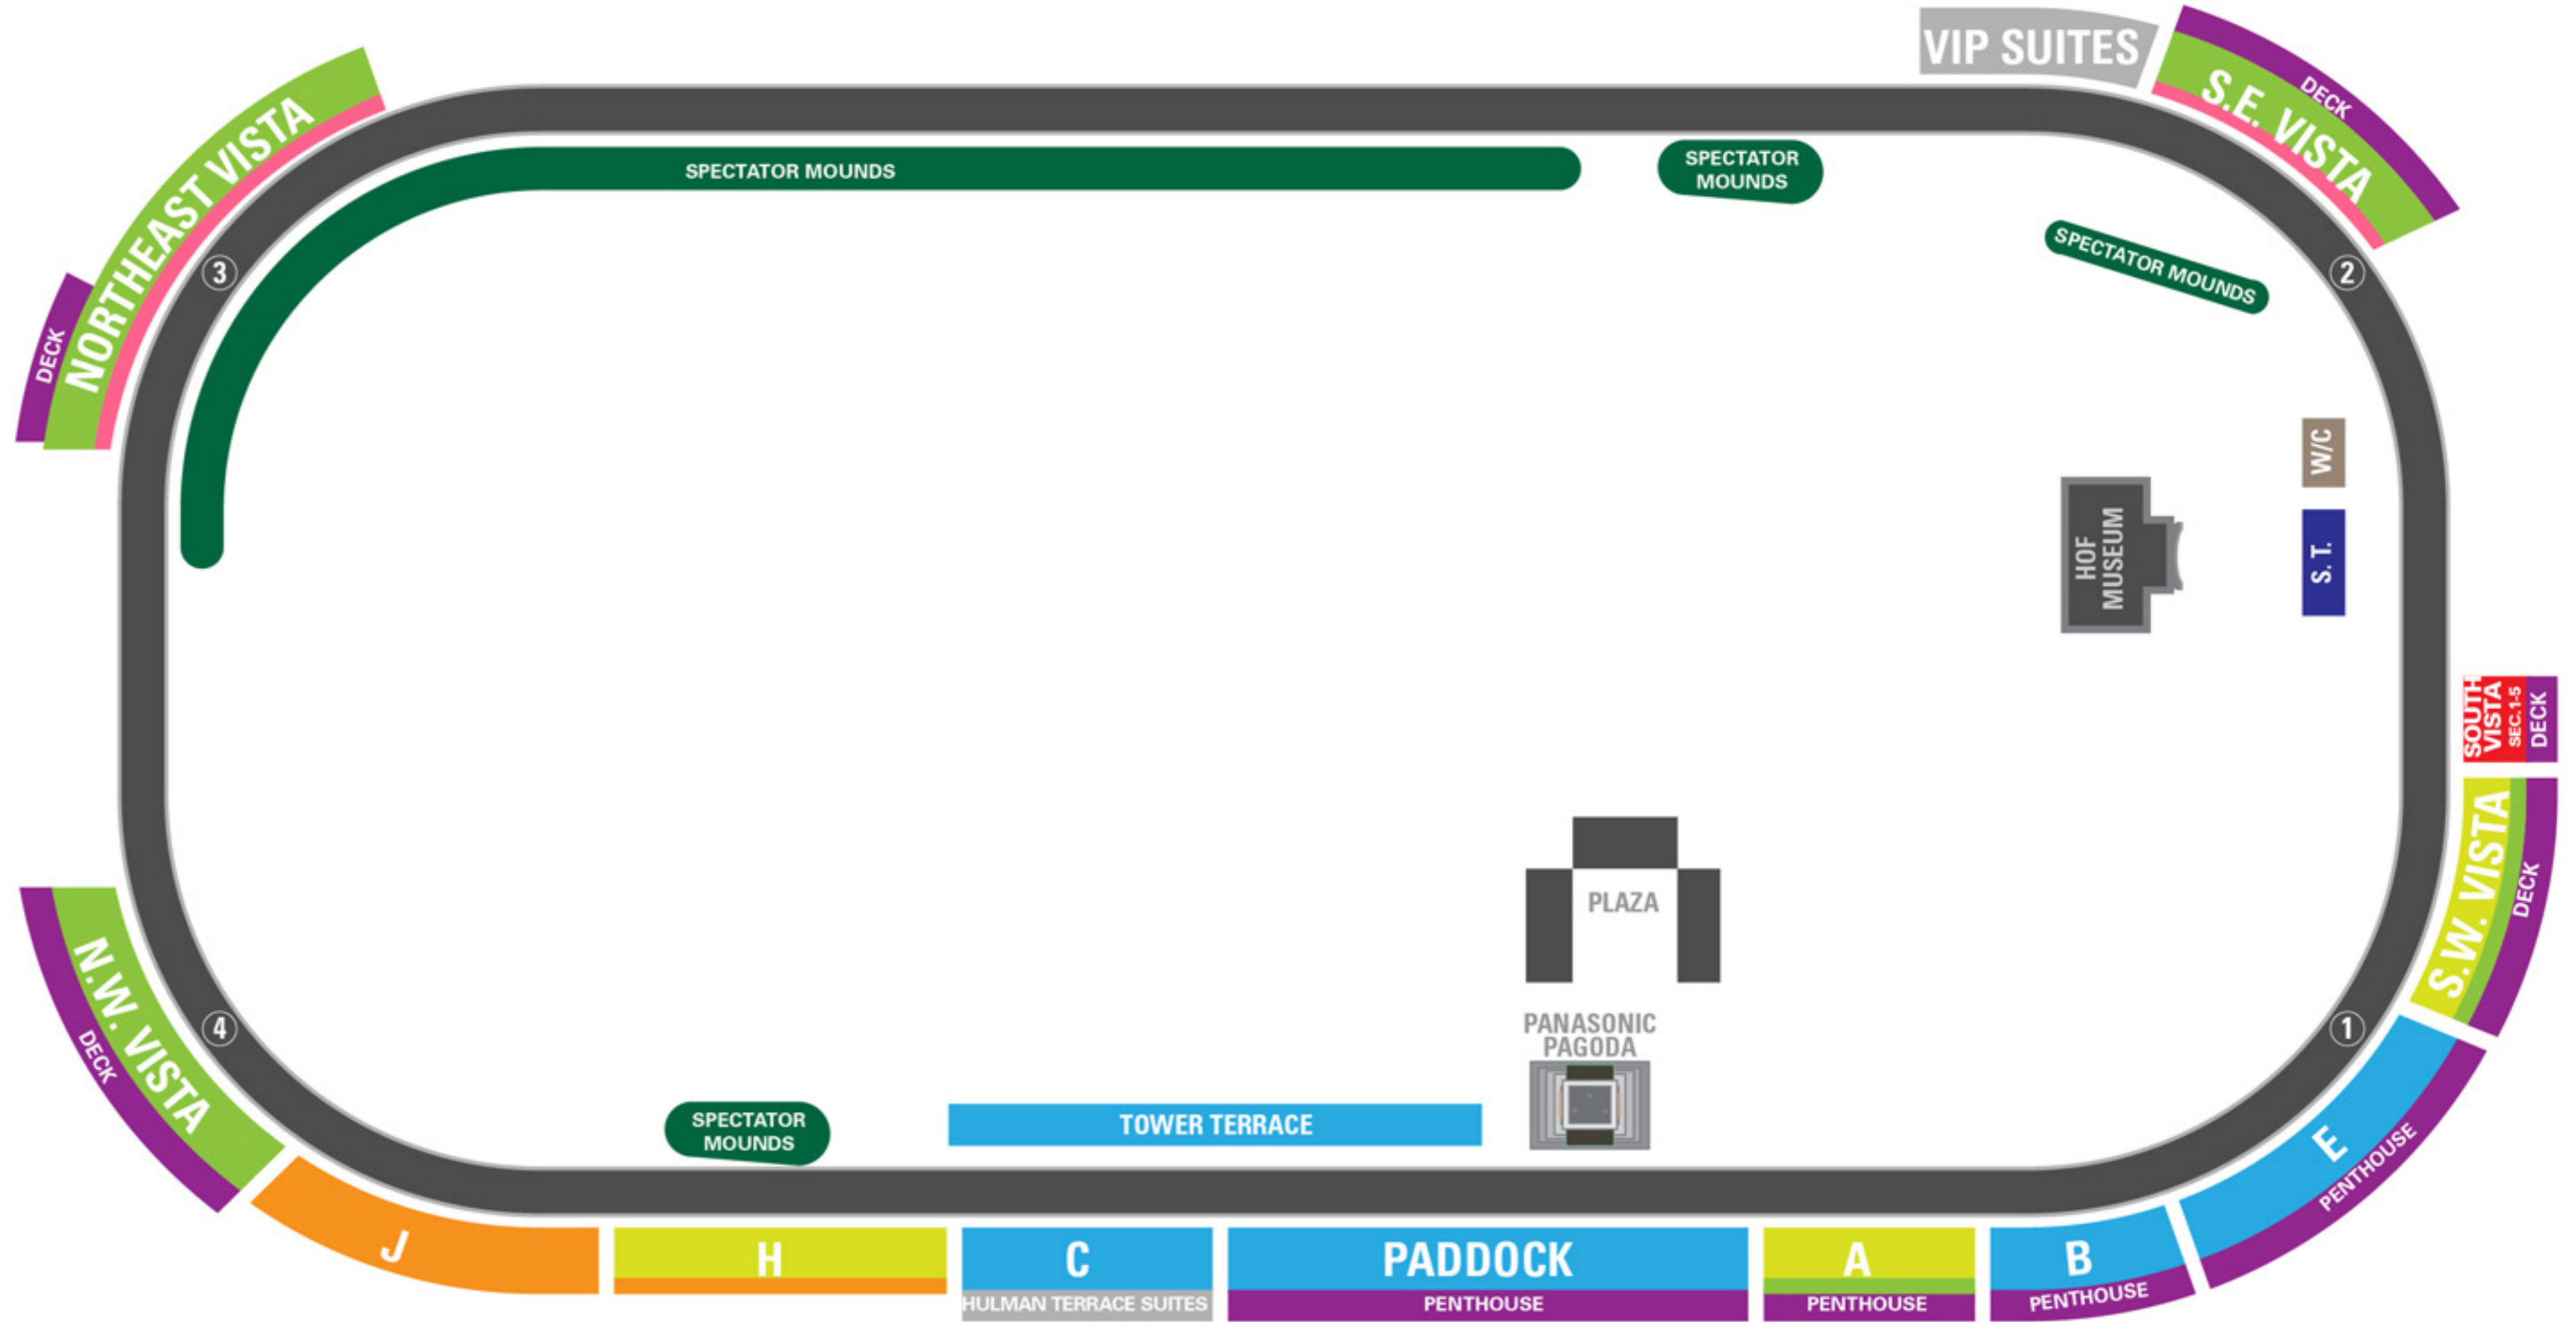 VIP SUITES
DECK
S.E. VISTA
NORTHEAST VISTA
DECK
SPECTATOR MOUNDS
SPECTATOR
MOUNDS
SPECTATOR MOUNDS
3
2
W/C
HOF
MUSEUM
S. T.
SOUTH
VISTA
SEC.1-5
DECK
S.W. VISTA
DECK
PLAZA
N.W. VISTA
DECK
4
1
PANASONIC
PAGODA
SPECTATOR
MOUNDS
TOWER TERRACE
E
PENTHOUSE
J
H
C
HULMAN TERRACE SUITES
PADDOCK
PENTHOUSE
A
PENTHOUSE
B
PENTHOUSE